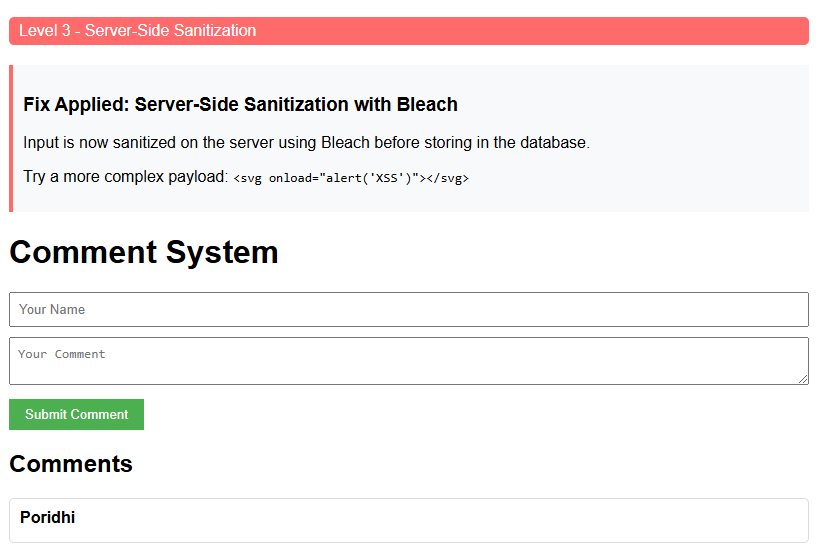 Level 3 - Server-Side Sanitization
Fix Applied: Server-Side Sanitization with Bleach
Input is now sanitized on the server using Bleach before storing in the database.
Try a more complex payload: <svg onload="alert('XSS')"></svg>
Comment System
Your Name
Your Comment
Submit Comment
Comments
Poridhi